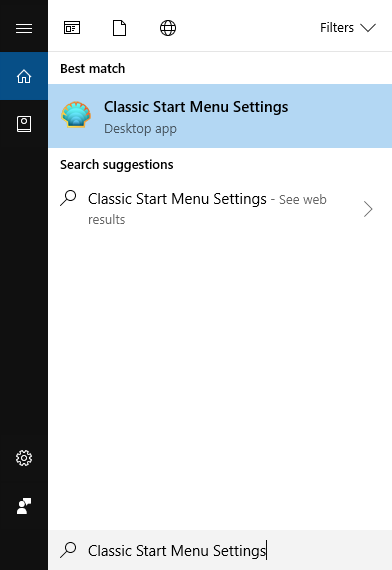 Filters
Best match
Classic Start Menu Settings
Desktop app
Search suggestions
Classic Start Menu Settings - See web
results
Classic Start Menu Settings